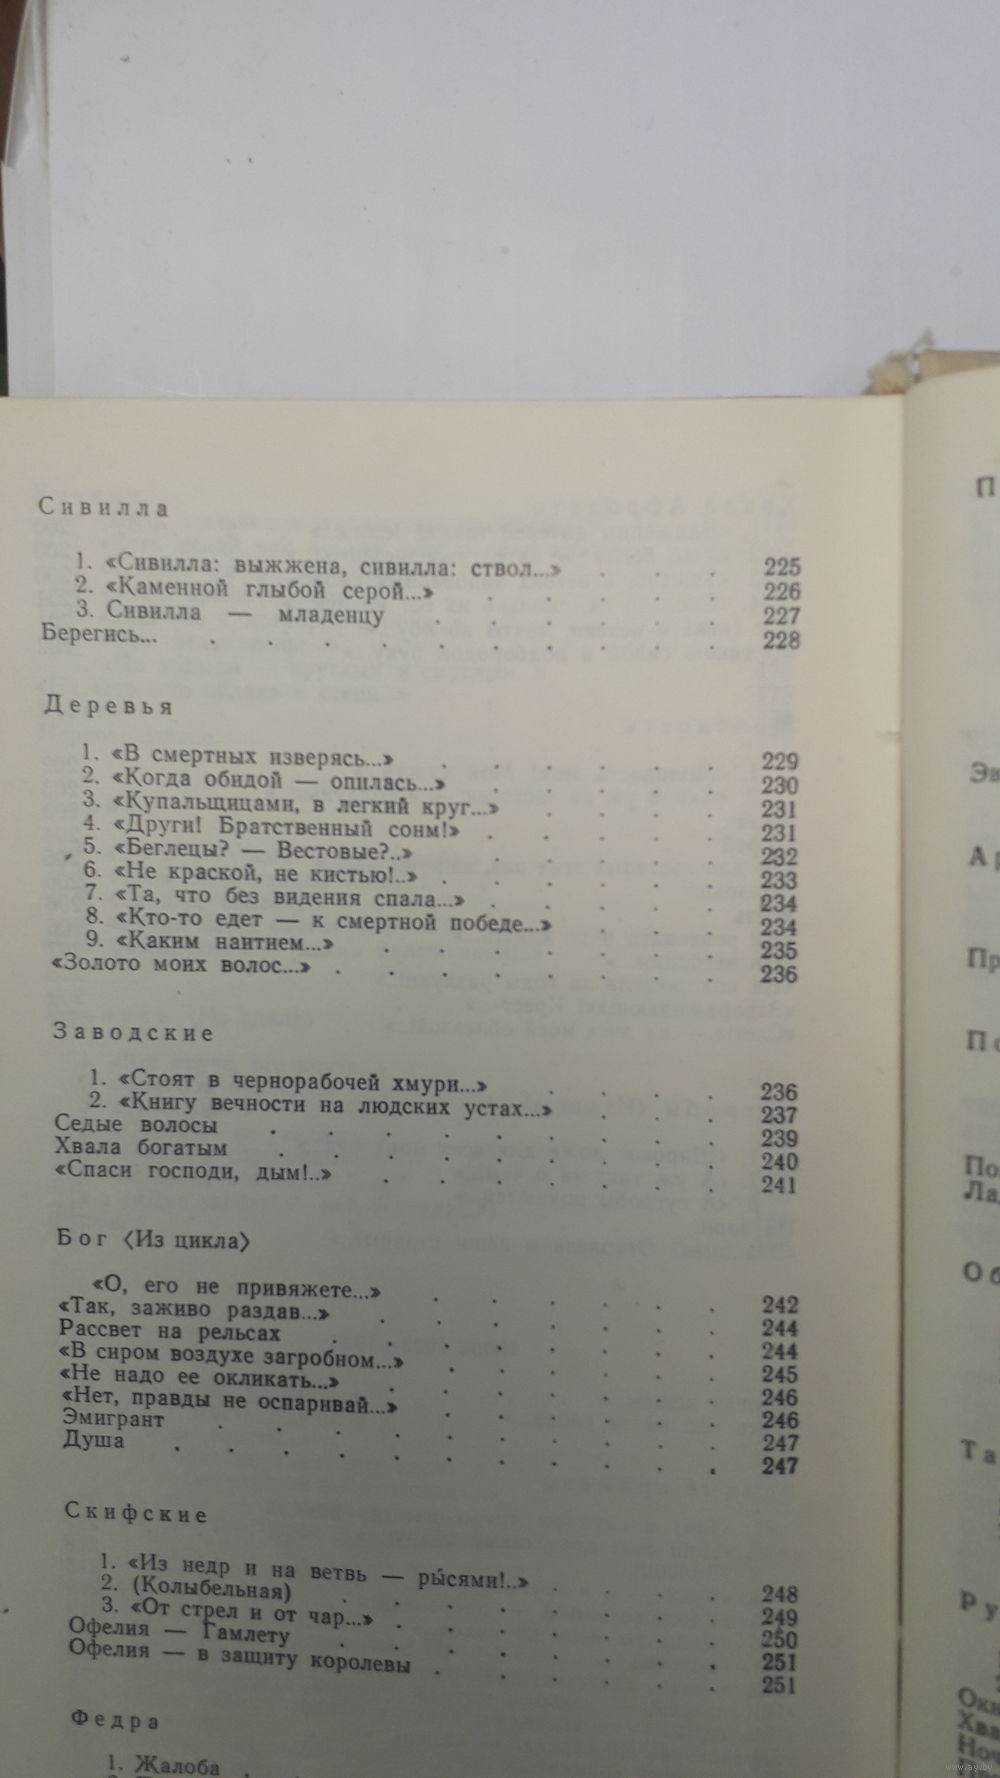 Сивилла
1. «Сивилла: выжжена, сивилла: ствол...» . . . 225
2. «Каменной глыбой серой...» . . . . . 226
3. Сивилла — младенцу . . . . . . 227
Берегись... . . . . . . . . . . 228
Деревья
1. «В смертных изверясь...» . . . . . . 229
2. «Когда обидой — опилась...» . . . . . 230
3. «Купальщицами, в легкий круг...» . . . . 231
4. «Други! Братственный сонм!» . . . . . 231
5. «Беглецы? — Вестовые?..» . . . . . 232
6. «Не краской, не кистью!..» . . . . . . 233
7. «Та, что без видения спала...» . . . . . 234
8. «Кто-то едет — к смертной победе...» . . . 234
9. «Каким наитием...» . . . . . . . 235
«Золото моих волос...» . . . . . . . . 236
Заводские
1. «Стоят в чернорабочей хмури...» . . . . 236
2. «Книгу вечности на людских устах...» . . . 237
Седые волосы . . . . . . . . . 239
Хвала богатым . . . . . . . . 240
«Спаси господи, дым!..» . . . . . . . 241
Бог 〈Из цикла〉
«О, его не привяжете...» . . . . . . 242
«Так, заживо раздав...» . . . . . . . 244
Рассвет на рельсах . . . . . . . 244
«В сиром воздухе загробном...» . . . . . . 245
«Не надо ее окликать...» . . . . . . . 246
«Нет, правды не оспаривай...» . . . . . . 246
Эмигрант . . . . . . . . . 247
Душа . . . . . . . . . . 247
Скифские
1. «Из недр и на ветвь — ры́сями!..» . . . . 248
2. (Колыбельная) . . . . . . . 249
3. «От стрел и от чар...» . . . . . . . 250
Офелия — Гамлету . . . . . . . 251
Офелия — в защиту королевы . . . . . . 251
Федра
1. Жалоба
www.ay.by